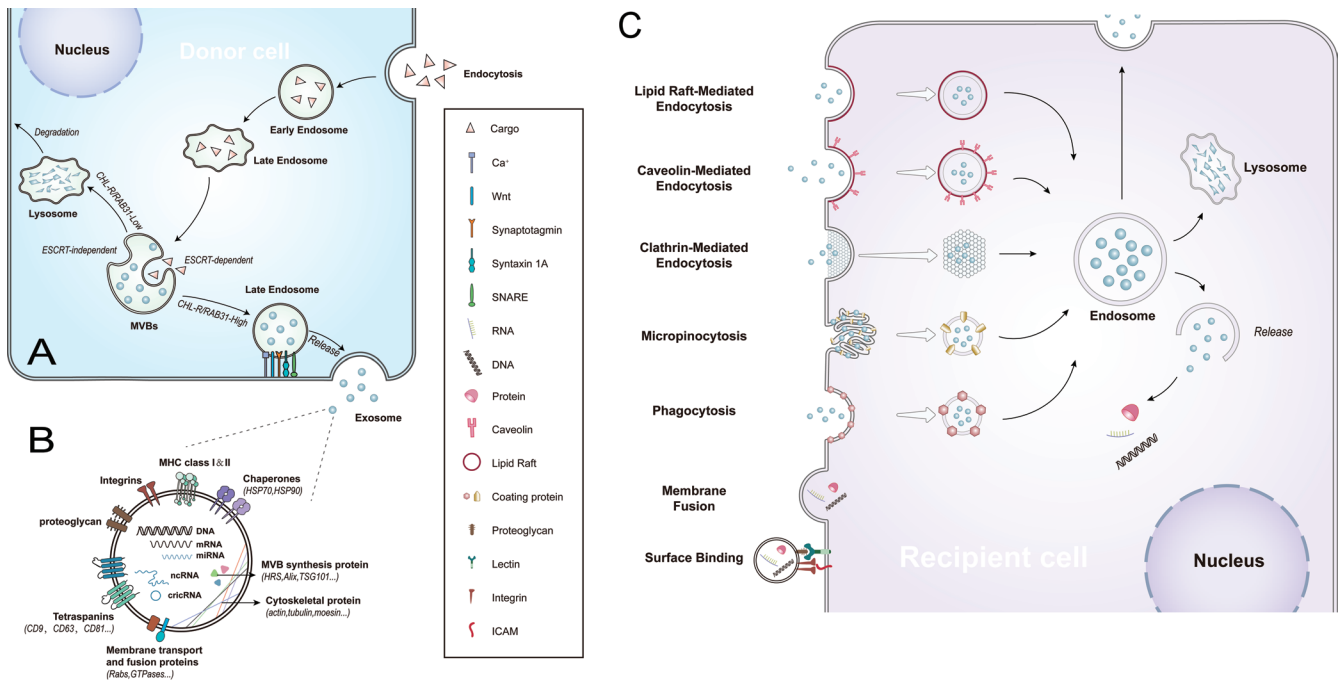 A
Nucleus
Donor cell
Endocytosis
Early Endosome
Late Endosome
Degradation
Lysosome
CHL-R/RAB31-Low
ESCRT-independent
ESCRT-dependent
MVBs
CHL-R/RAB31-High
Late Endosome
Release
Exosome
B
MHC class I&II
Integrins
Chaperones
(HSP70,HSP90)
proteoglycan
DNA
mRNA
miRNA
ncRNA
cricRNA
MVB synthesis protein
(HRS,Alix,TSG101...)
Cytoskeletal protein
(actin,tubulin,moesin...)
Tetraspanins
(CD9、CD63、CD81...)
Membrane transport
and fusion proteins
(Rabs,GTPases...)
Cargo
Ca⁺
Wnt
Synaptotagmin
Syntaxin 1A
SNARE
RNA
DNA
Protein
Caveolin
Lipid Raft
Coating protein
Proteoglycan
Lectin
Integrin
ICAM
C
Lipid Raft-Mediated
Endocytosis
Caveolin-Mediated
Endocytosis
Clathrin-Mediated
Endocytosis
Micropinocytosis
Phagocytosis
Membrane
Fusion
Surface Binding
Lysosome
Endosome
Release
Recipient cell
Nucleus